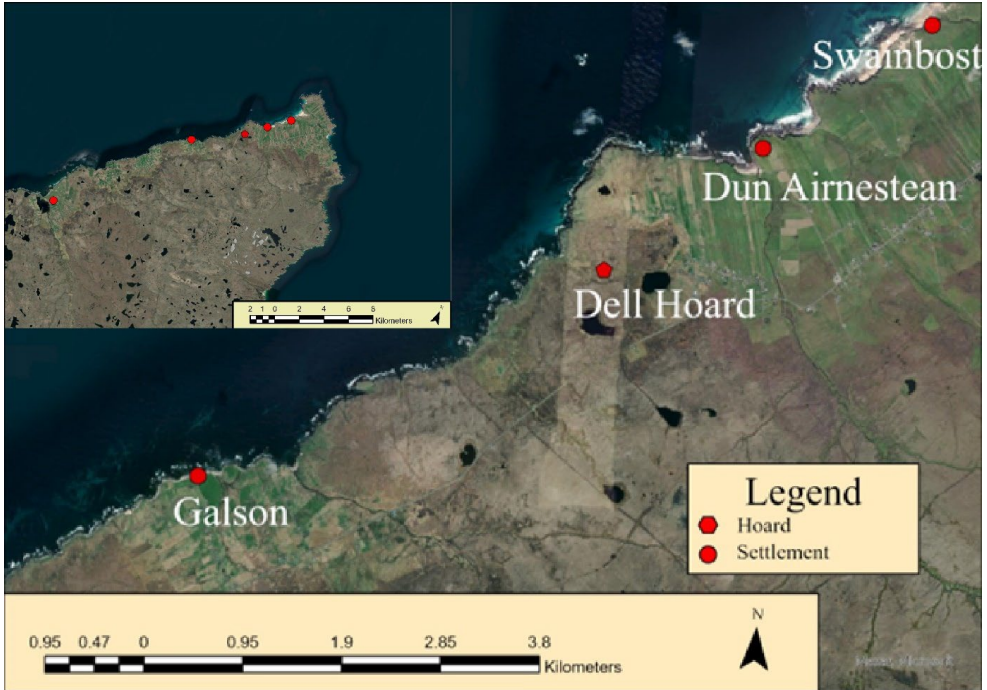 Swainbost
Dun Airnestean
Dell Hoard
Galson
2 1 0 2 4 6 8
Kilometers
Legend
Hoard
Settlement
0.95 0.47 0 0.95 1.9 2.85 3.8
Kilometers
N